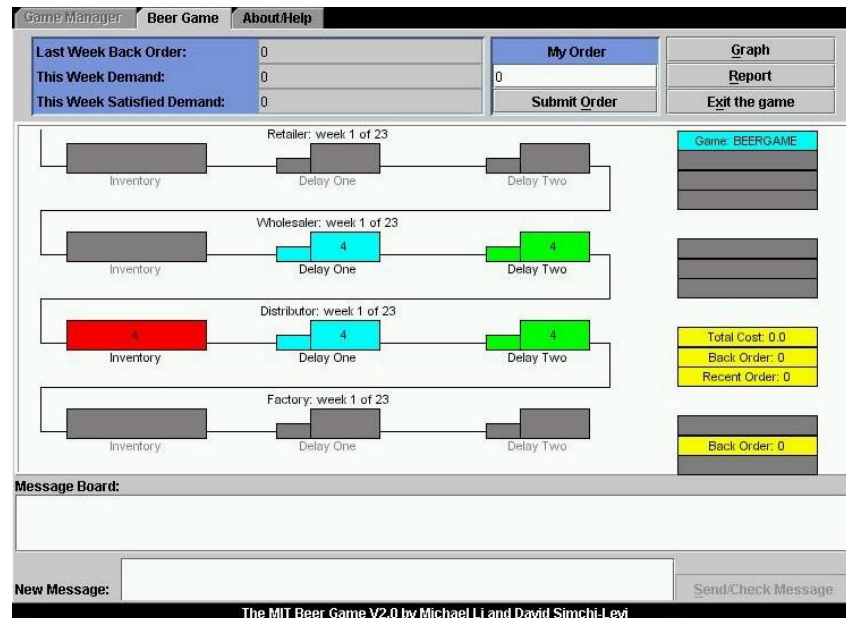 Game Manager Beer Game About/Help
Last Week Back Order: 0 My Order Graph
This Week Demand: 0 0 Report
This Week Satisfied Demand: 0 Submit Order Exit the game
Retailer: week 1 of 23
Game: BEERGAME
Inventory Delay One Delay Two
Wholesaler: week 1 of 23
4 4
Inventory Delay One Delay Two
Distributor: week 1 of 23
4 4 4 Total Cost: 0.0
Inventory Delay One Delay Two Back Order: 0
Recent Order: 0
Factory: week 1 of 23
Inventory Delay One Delay Two Back Order: 0
Message Board:
New Message: Send/Check Message
The MIT Beer Game V2.0 by Michael Li and David Simchi-Levi